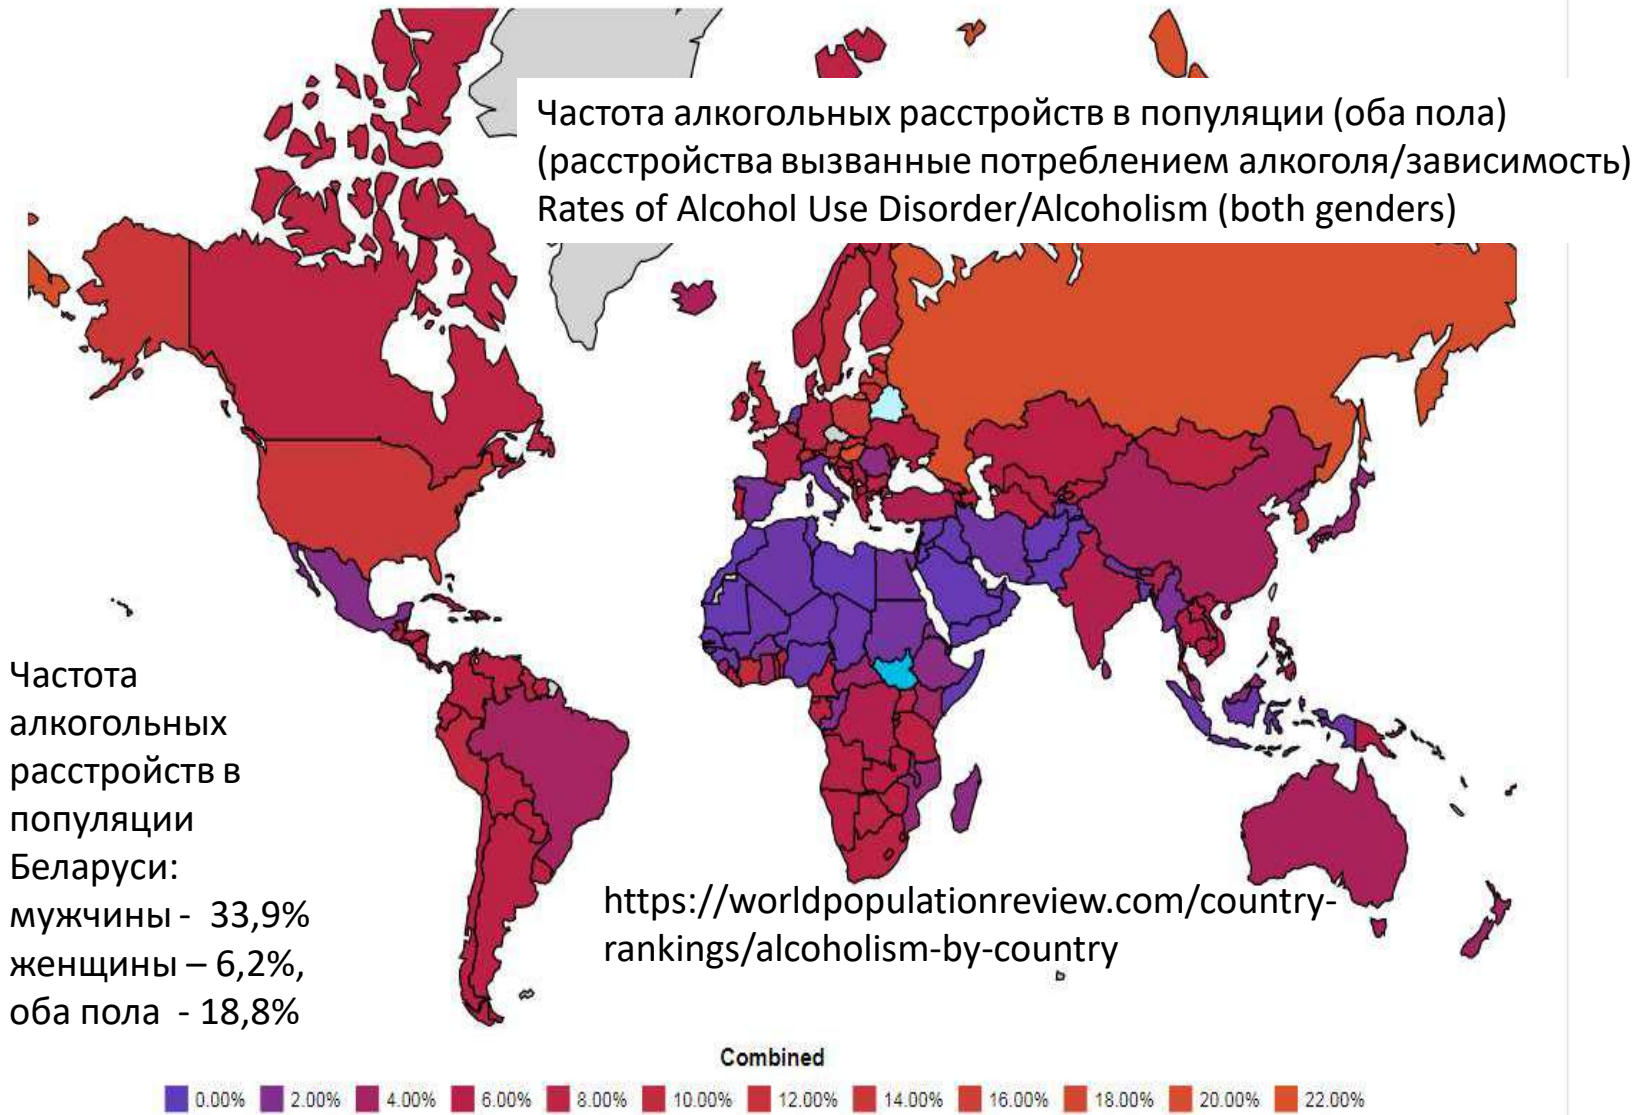 Частота алкогольных расстройств в популяции (оба пола)
(расстройства вызванные потреблением алкоголя/зависимость)
Rates of Alcohol Use Disorder/Alcoholism (both genders)
Частота
алкогольных
расстройств в
популяции
Беларуси:
мужчины - 33,9%
женщины – 6,2%,
оба пола - 18,8%
https://worldpopulationreview.com/country-
rankings/alcoholism-by-country
Combined
0.00% 2.00% 4.00% 6.00% 8.00% 10.00% 12.00% 14.00% 16.00% 18.00% 20.00% 22.00%